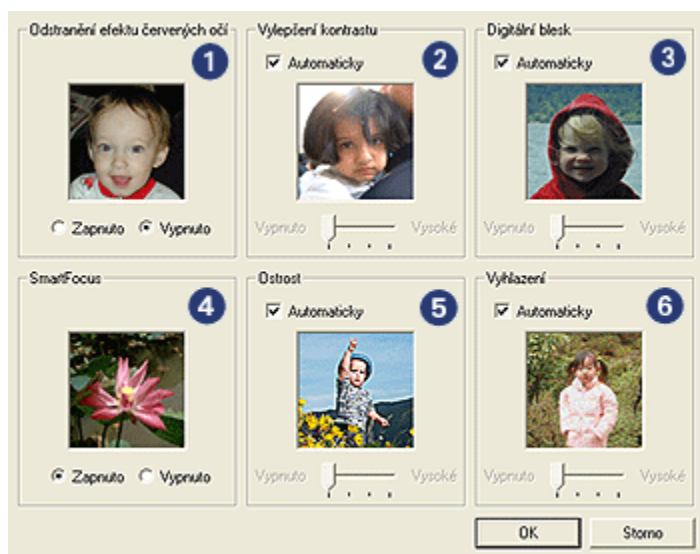 Odstranění efektu červených očí
1
Zapnuto Vypnuto
Vylepšení kontrastu
Automaticky
2
Vypnuto Vysoké
Digitální blesk
Automaticky
3
Vypnuto Vysoké
SmartFocus
4
Zapnuto Vypnuto
Ostrost
Automaticky
5
Vypnuto Vysoké
Vyhlazení
Automaticky
6
Vypnuto Vysoké
OK
Storno